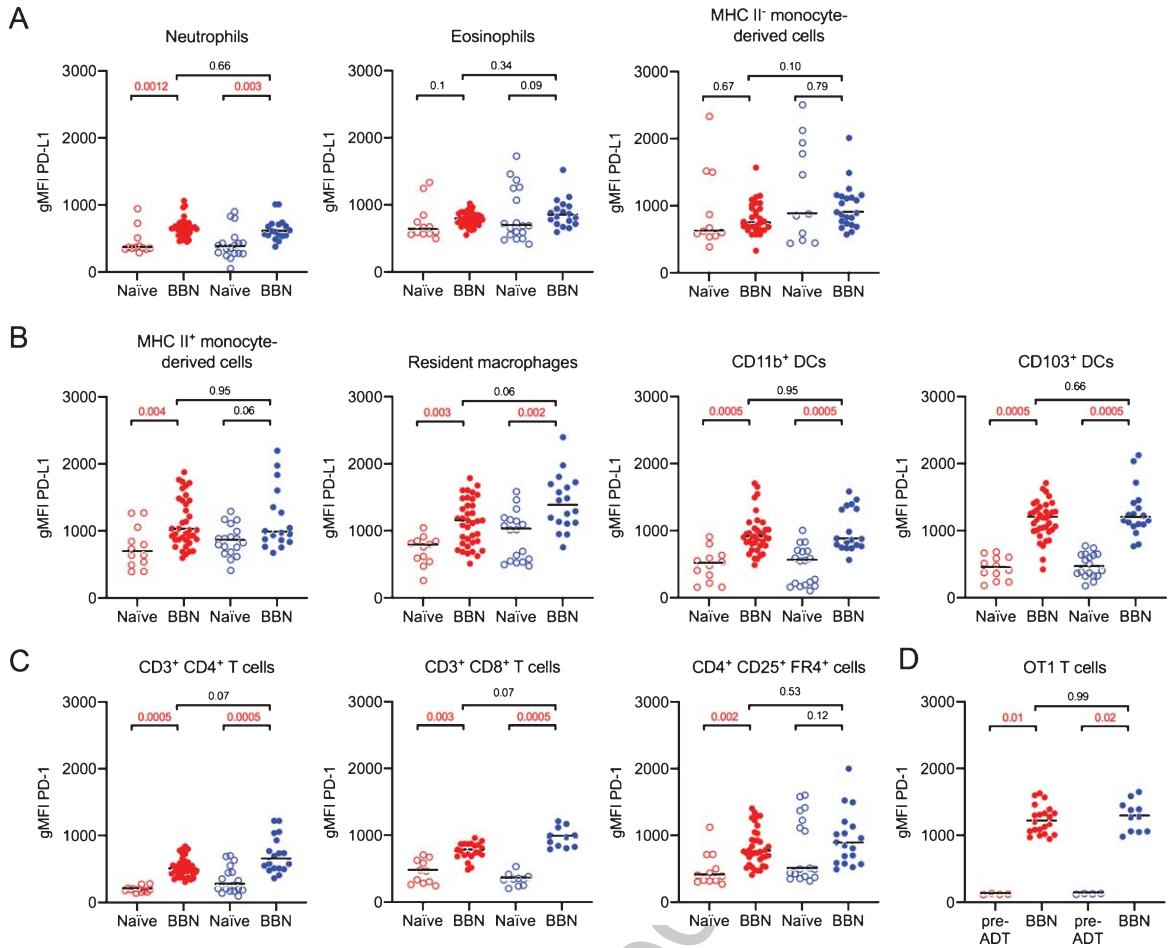 A
Neutrophils
Eosinophils
MHC II⁻ monocyte-
derived cells
0.66
0.0012
0.003
0.34
0.1
0.09
0.10
0.67
0.79
gMFI PD-L1
3000
2000
1000
0
Naïve
BBN
Naïve
BBN
gMFI PD-L1
3000
2000
1000
0
Naïve
BBN
Naïve
BBN
gMFI PD-L1
3000
2000
1000
0
Naïve
BBN
Naïve
BBN
B
MHC II⁺ monocyte-
derived cells
Resident macrophages
CD11b⁺ DCs
CD103⁺ DCs
0.95
0.004
0.06
0.06
0.003
0.002
0.95
0.0005
0.0005
0.66
0.0005
0.0005
gMFI PD-L1
3000
2000
1000
0
Naïve
BBN
Naïve
BBN
gMFI PD-L1
3000
2000
1000
0
Naïve
BBN
Naïve
BBN
gMFI PD-L1
3000
2000
1000
0
Naïve
BBN
Naïve
BBN
gMFI PD-L1
3000
2000
1000
0
Naïve
BBN
Naïve
BBN
C
CD3⁺ CD4⁺ T cells
CD3⁺ CD8⁺ T cells
CD4⁺ CD25⁺ FR4⁺ cells
0.07
0.0005
0.0005
0.07
0.003
0.0005
0.53
0.002
0.12
gMFI PD-1
3000
2000
1000
0
Naïve
BBN
Naïve
BBN
gMFI PD-1
3000
2000
1000
0
Naïve
BBN
Naïve
BBN
gMFI PD-1
3000
2000
1000
0
Naïve
BBN
Naïve
BBN
D
OT1 T cells
0.99
0.01
0.02
gMFI PD-1
3000
2000
1000
0
pre-
ADT
BBN
pre-
ADT
BBN